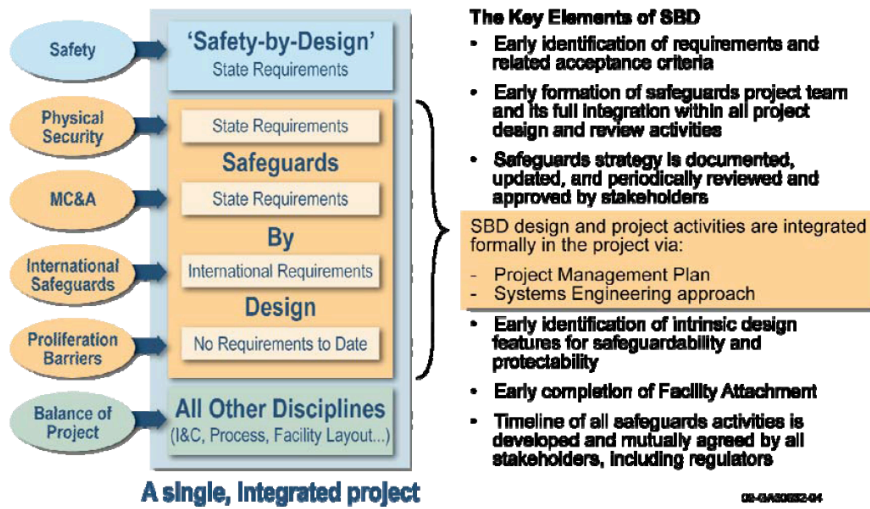 Safety
'Safety-by-Design'
State Requirements
Physical
Security
State Requirements
Safeguards
MC&A
State Requirements
By
International
Safeguards
International Requirements
Design
Proliferation
Barriers
No Requirements to Date
Balance of
Project
All Other Disciplines
(I&C, Process, Facility Layout...)
A single, integrated project
The Key Elements of SBD
• Early identification of requirements and
related acceptance criteria
• Early formation of safeguards project team
and its full integration within all project
design and review activities
• Safeguards strategy is documented,
updated, and periodically reviewed and
approved by stakeholders
SBD design and project activities are integrated
formally in the project via:
- Project Management Plan
- Systems Engineering approach
• Early identification of intrinsic design
features for safeguardability and
protectability
• Early completion of Facility Attachment
• Timeline of all safeguards activities is
developed and mutually agreed by all
stakeholders, including regulators